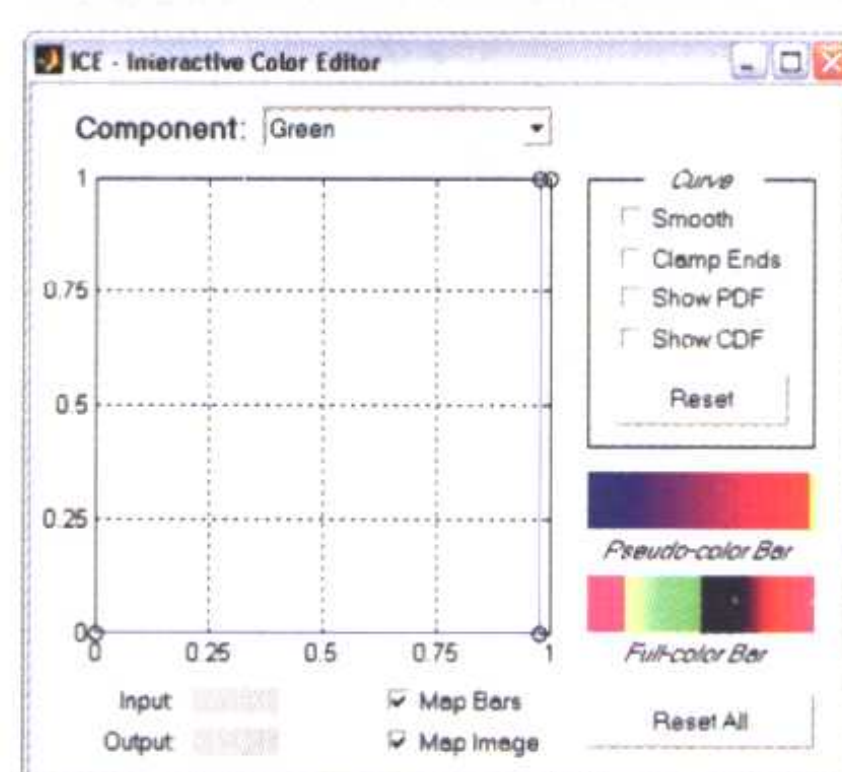 ICE - Interactive Color Editor
Component: Green
1
0.75
0.5
0.25
0
0 0.25 0.5 0.75 1
Curve
Smooth
Clamp Ends
Show PDF
Show CDF
Reset
Pseudo-color Bar
Full-color Bar
Input
Output
Map Bars
Map Image
Reset All